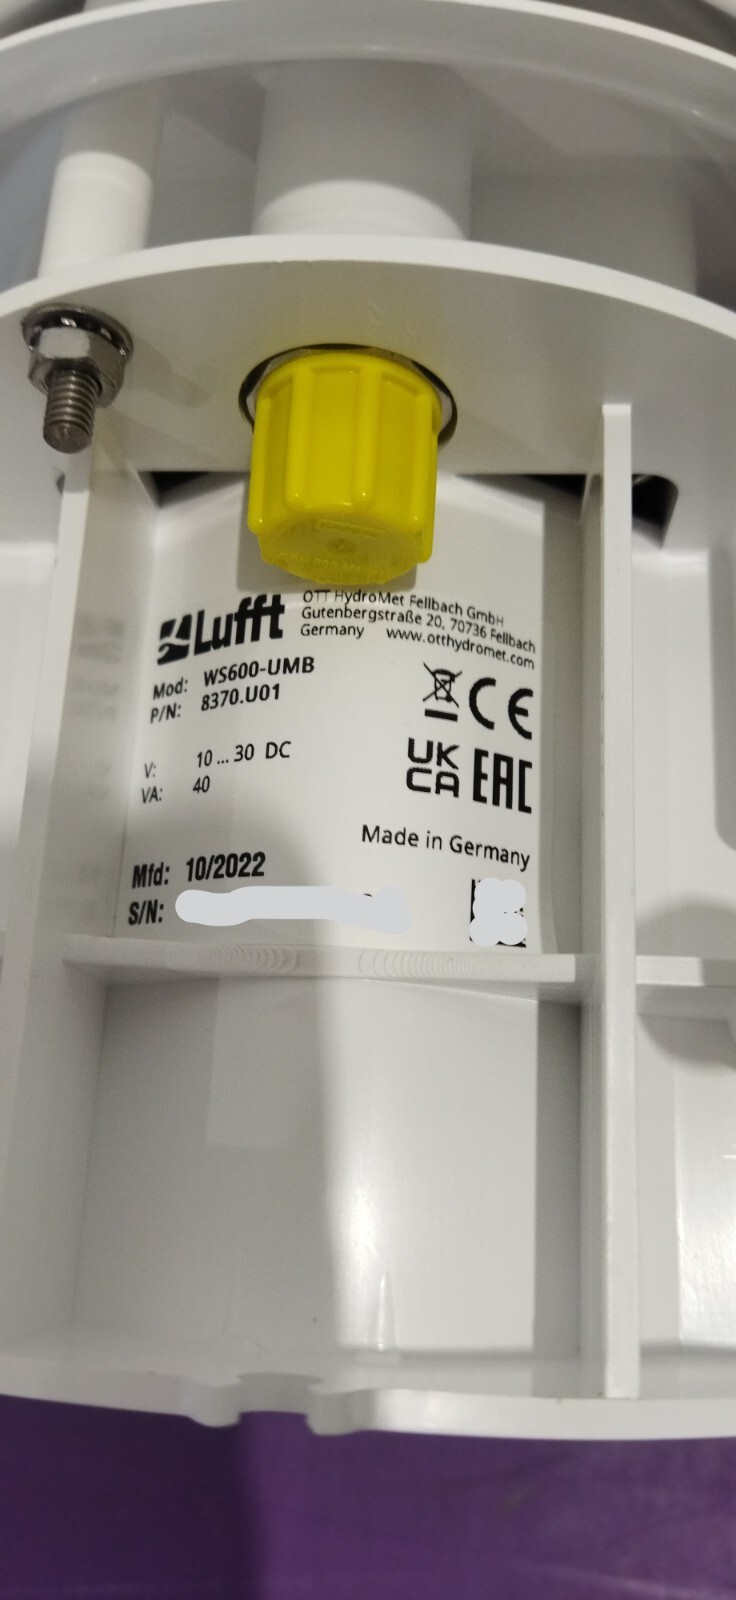 Lufft
OTT HydroMet Fellbach GmbH
Gutenbergstraße 20, 70736 Fellbach
Germany www.otthydromet.com
Mod: WS600-UMB
P/N: 8370.U01
V: 10 ... 30 DC
VA: 40
CE
UK
CA
EAC
Made in Germany
Mfd: 10/2022
S/N: